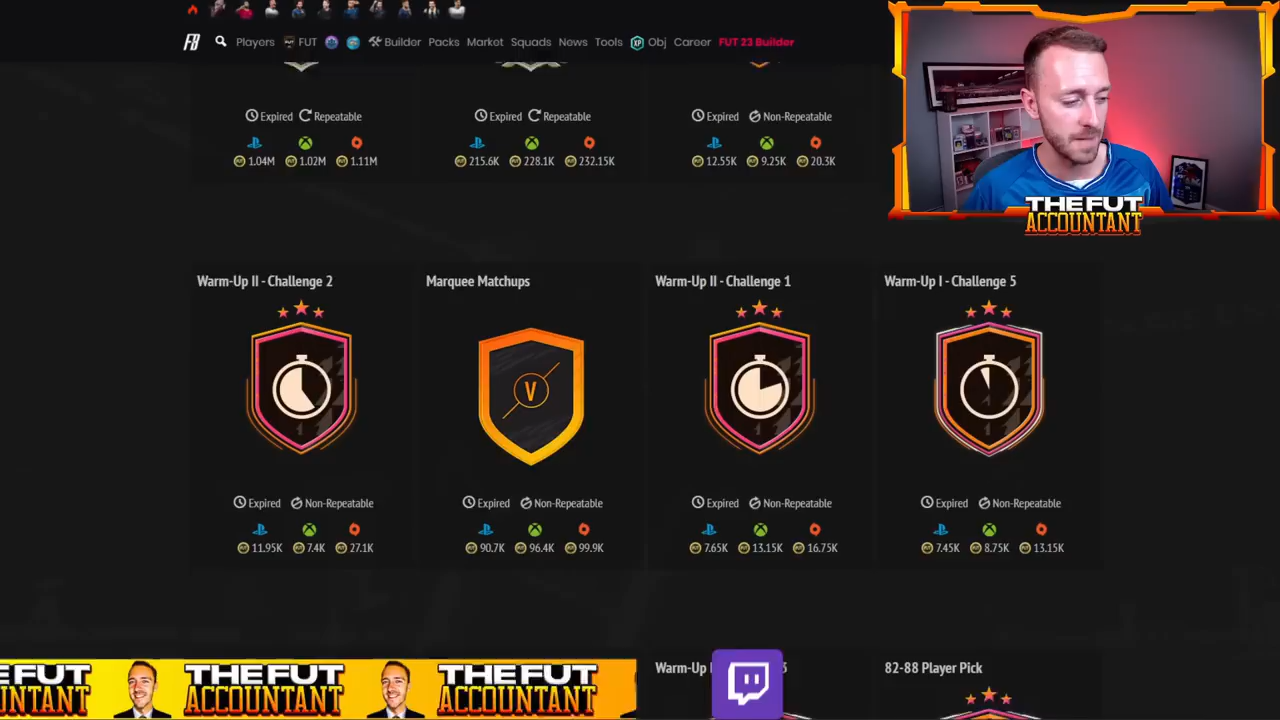 Players FUT Builder Packs Market Squads News Tools XP Obj Career FUT 23 Builder
Expired Repeatable
1.04M 1.02M 1.11M
Expired Repeatable
215.6K 228.1K 232.15K
Expired Non-Repeatable
12.55K 9.25K 20.3K
THE FUT
ACCOUNTANT
Warm-Up II - Challenge 2
Expired Non-Repeatable
11.95K 7.4K 27.1K
Marquee Matchups
V
Expired Non-Repeatable
90.7K 96.4K 99.9K
Warm-Up II - Challenge 1
Expired Non-Repeatable
7.65K 13.15K 16.75K
Warm-Up I - Challenge 5
Expired Non-Repeatable
7.45K 8.75K 13.15K
Warm-Up
82-88 Player Pick
HE FUT
UNTANT
THE FUT
ACCOUNTANT
THE FUT
ACCOUNTANT